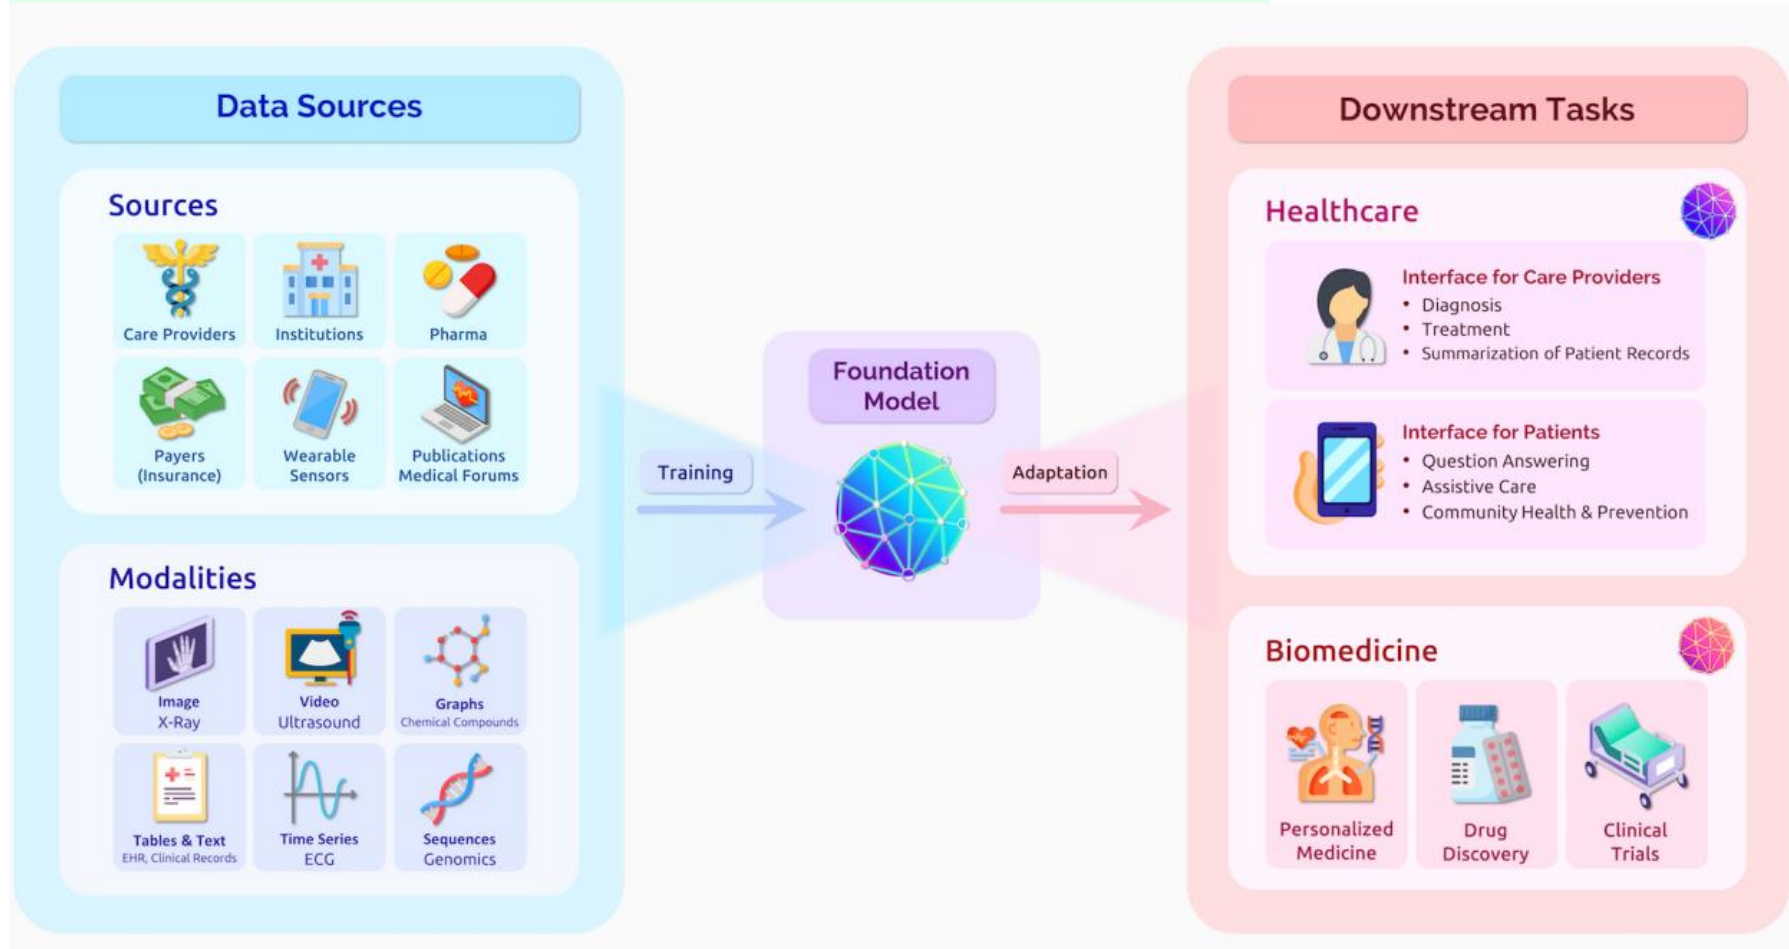 Data Sources
Sources
Care Providers
Institutions
Pharma
Payers
(Insurance)
Wearable
Sensors
Publications
Medical Forums
Modalities
Image
X-Ray
Video
Ultrasound
Graphs
Chemical Compounds
Tables & Text
EHR, Clinical Records
Time Series
ECG
Sequences
Genomics
Training
Foundation
Model
Adaptation
Downstream Tasks
Healthcare
Interface for Care Providers
• Diagnosis
• Treatment
• Summarization of Patient Records
Interface for Patients
• Question Answering
• Assistive Care
• Community Health & Prevention
Biomedicine
Personalized
Medicine
Drug
Discovery
Clinical
Trials